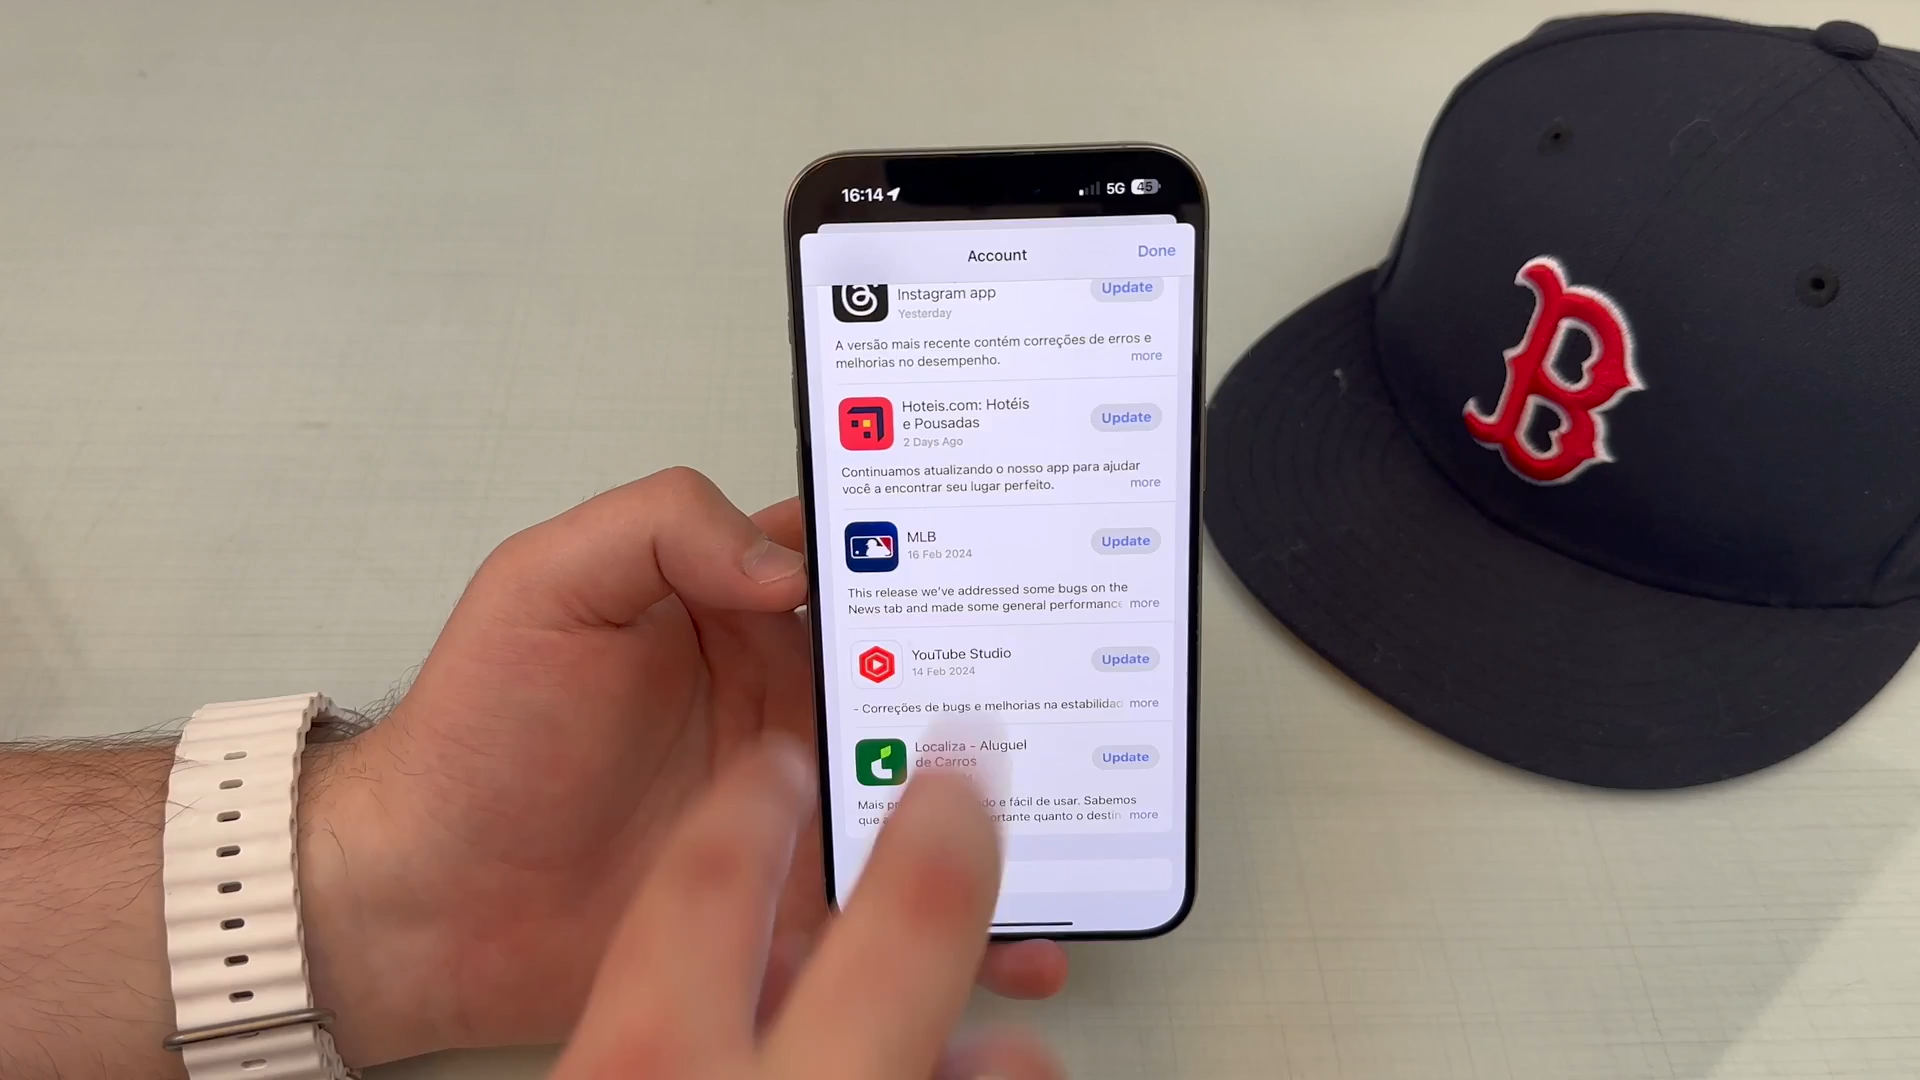 16:14
5G 45
Account
Done
Instagram app
Update
Yesterday
A versão mais recente contém correções de erros e
melhorias no desempenho.
more
Hoteis.com: Hotéis
e Pousadas
Update
2 Days Ago
Continuamos atualizando o nosso app para ajudar
você a encontrar seu lugar perfeito.
more
MLB
Update
16 Feb 2024
This release we've addressed some bugs on the
News tab and made some general performance
more
YouTube Studio
Update
14 Feb 2024
- Correções de bugs e melhorias na estabilidad
more
Localiza - Aluguel
de Carros
Update
Mais e fácil de usar. Sabemos
que quanto o destin
more
B